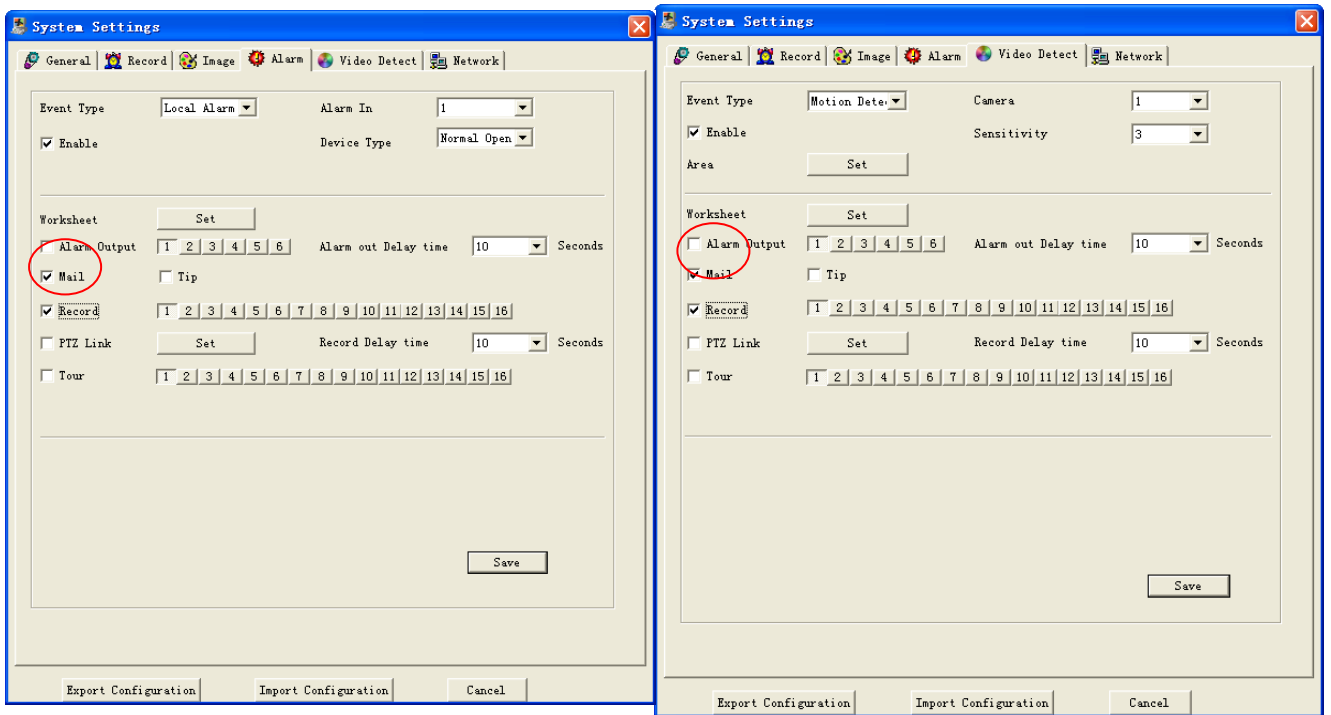 System Settings
General Record Image Alarm Video Detect Network
Event Type Local Alarm Alarm In 1
Enable Device Type Normal Open
Worksheet Set
Alarm Output 1 2 3 4 5 6 Alarm out Delay time 10 Seconds
Mail Tip
Record 1 2 3 4 5 6 7 8 9 10 11 12 13 14 15 16
PTZ Link Set Record Delay time 10 Seconds
Tour 1 2 3 4 5 6 7 8 9 10 11 12 13 14 15 16
Save
Export Configuration Import Configuration Cancel
System Settings
General Record Image Alarm Video Detect Network
Event Type Motion Dete Camera 1
Enable Sensitivity 3
Area Set
Worksheet Set
Alarm Output 1 2 3 4 5 6 Alarm out Delay time 10 Seconds
Mail Tip
Record 1 2 3 4 5 6 7 8 9 10 11 12 13 14 15 16
PTZ Link Set Record Delay time 10 Seconds
Tour 1 2 3 4 5 6 7 8 9 10 11 12 13 14 15 16
Save
Export Configuration Import Configuration Cancel